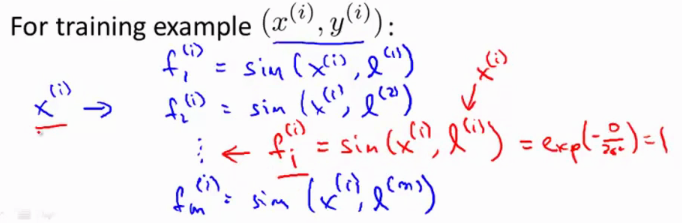 For training example (x^(i), y^(i)):
f_1^(i) = sim(x^(i), l^(1))
x^(i)
x^(i) → f_2^(i) = sim(x^(i), l^(2))
⋮ ← f_i^(i) = sim(x^(i), l^(i)) = exp(-0/2σ²) = 1
f_m^(i) = sim(x^(i), l^(m))